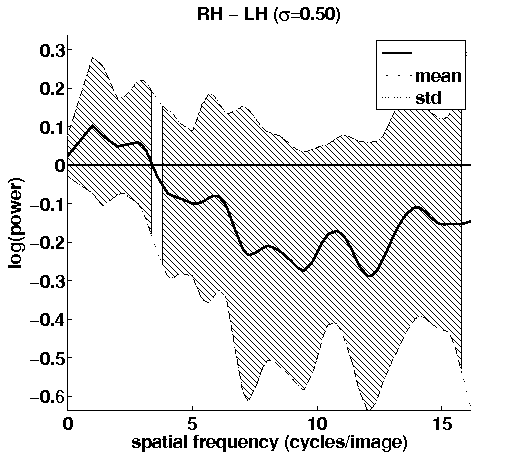 RH − LH (σ=0.50)
0.3
0.2
0.1
0
−0.1
−0.2
−0.3
−0.4
−0.5
−0.6
log(power)
mean
std
0 5 10 15
spatial frequency (cycles/image)